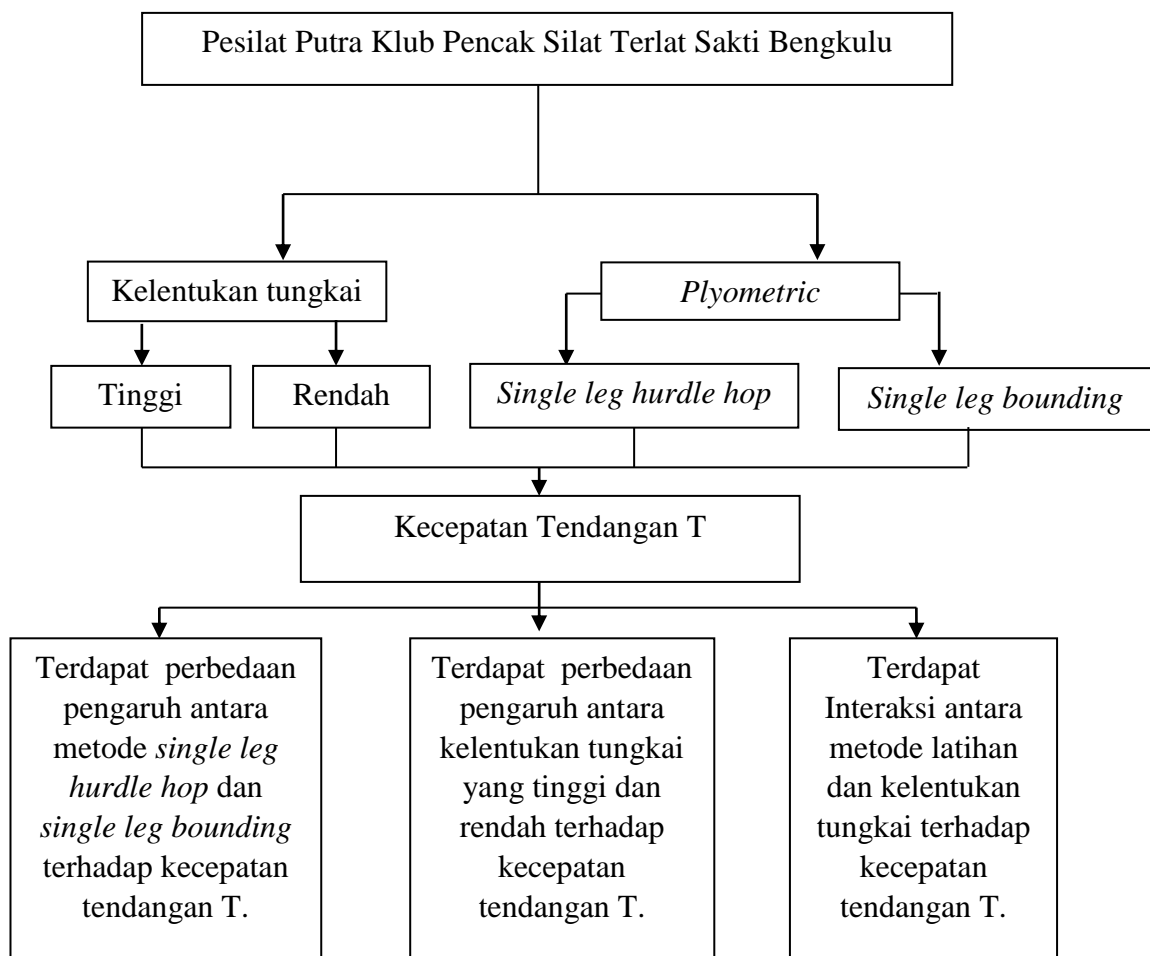 Pesilat Putra Klub Pencak Silat Terlat Sakti Bengkulu
Kelentukan tungkai
Plyometric
Tinggi
Rendah
Single leg hurdle hop
Single leg bounding
Kecepatan Tendangan T
Terdapat perbedaan
pengaruh antara
metode single leg
hurdle hop dan
single leg bounding
terhadap kecepatan
tendangan T.
Terdapat perbedaan
pengaruh antara
kelentukan tungkai
yang tinggi dan
rendah terhadap
kecepatan
tendangan T.
Terdapat
Interaksi antara
metode latihan
dan kelentukan
tungkai terhadap
kecepatan
tendangan T.